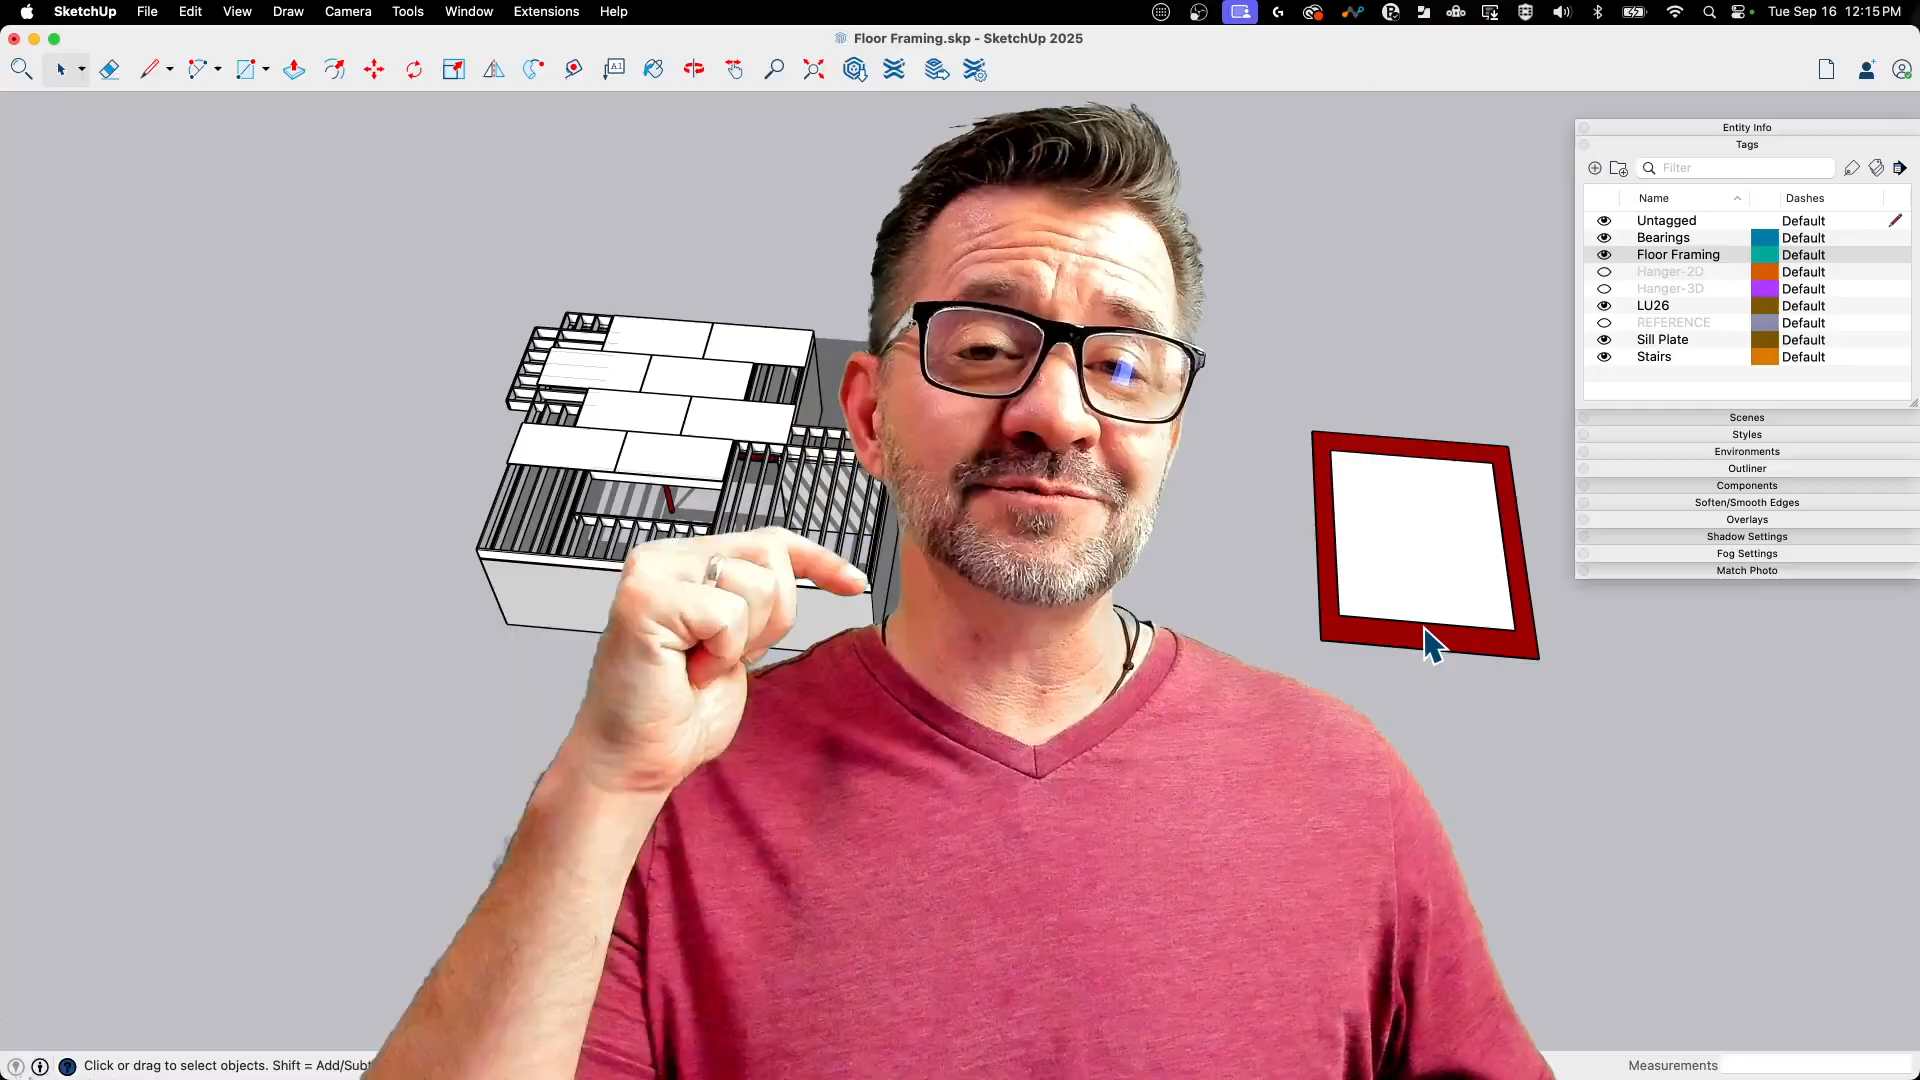 SketchUp File Edit View Draw Camera Tools Window Extensions Help Tue Sep 16 12:15 PM
Floor Framing.skp - SketchUp 2025
A1
Entity Info
Tags
Filter
Name Dashes
Untagged Default
Bearings Default
Floor Framing Default
Hanger-2D Default
Hanger-3D Default
LU26 Default
REFERENCE Default
Sill Plate Default
Stairs Default
Scenes
Styles
Environments
Outliner
Components
Soften/Smooth Edges
Overlays
Shadow Settings
Fog Settings
Match Photo
Click or drag to select objects. Shift = Add/Subt
Measurements